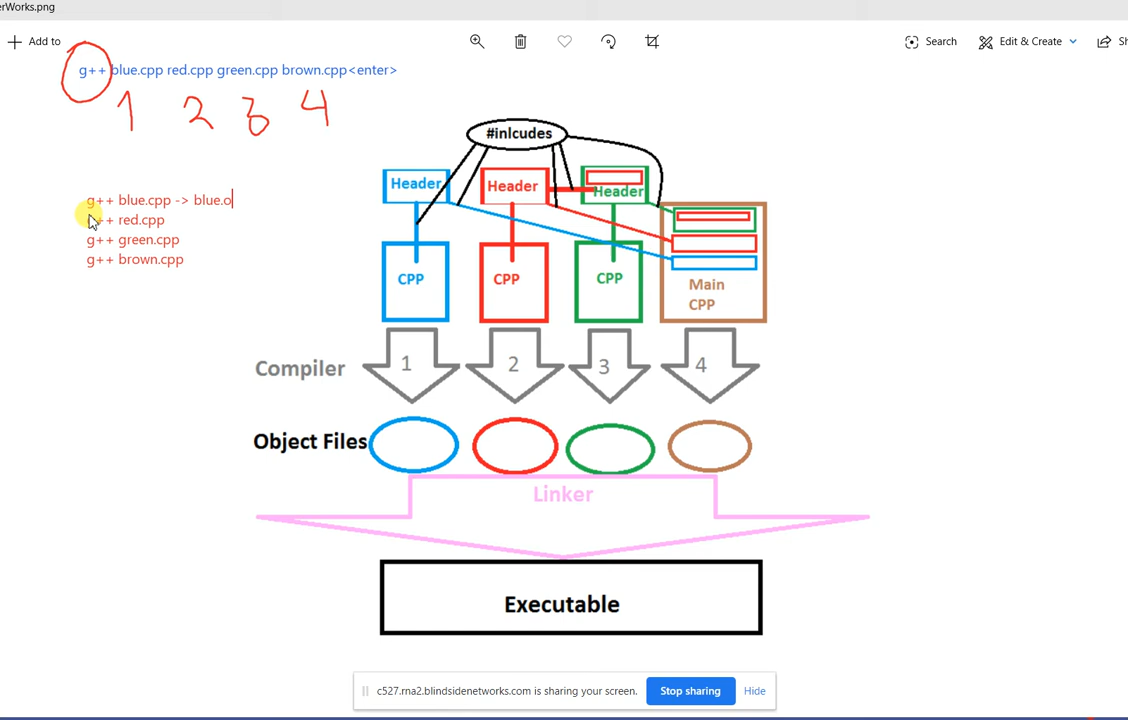 erWorks.png
Add to
Search
Edit & Create
Sh
g++ blue.cpp red.cpp green.cpp brown.cpp<enter>
1 2 3 4
#inlcudes
Header
Header
Header
g++ blue.cpp -> blue.o
g++ red.cpp
g++ green.cpp
g++ brown.cpp
CPP
CPP
CPP
Main
CPP
Compiler
1
2
3
4
Object Files
Linker
Executable
c527.rna2.blindsidenetworks.com is sharing your screen.
Stop sharing
Hide